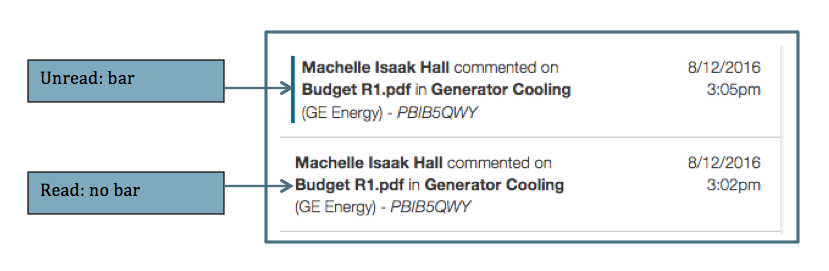 Unread: bar
Machelle Isaak Hall commented on 8/12/2016
Budget R1.pdf in Generator Cooling 3:05pm
(GE Energy) - PBIB5QWY
Read: no bar
Machelle Isaak Hall commented on 8/12/2016
Budget R1.pdf in Generator Cooling 3:02pm
(GE Energy) - PBIB5QWY